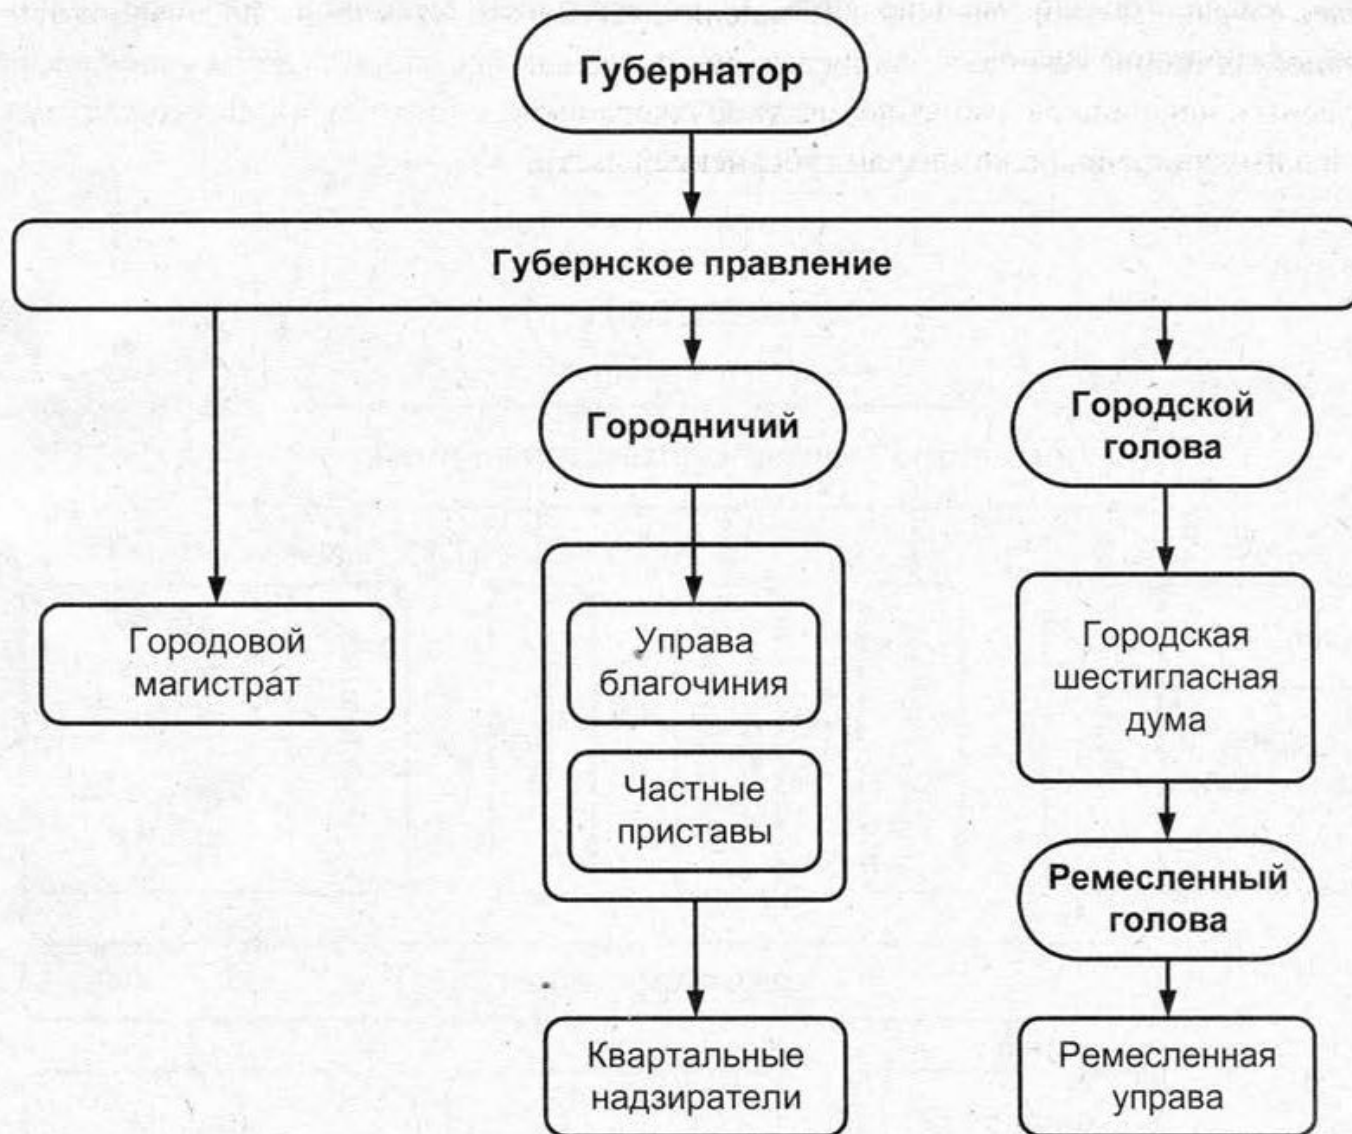 Губернатор
Губернское правление
Городничий
Городской
голова
Городовой
магистрат
Управа
благочиния
Частные
приставы
Городская
шестигласная
дума
Ремесленный
голова
Квартальные
надзиратели
Ремесленная
управа